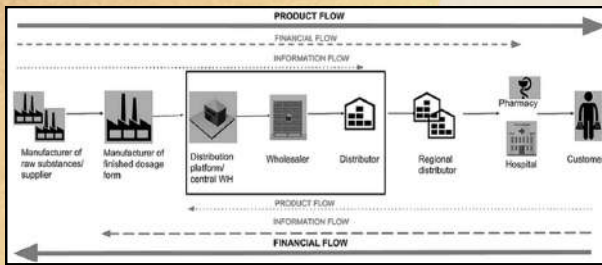 PRODUCT FLOW
FINANCIAL FLOW
INFORMATION FLOW
Pharmacy
Manufacturer of
raw substances/
supplier
Manufacturer of
finished dosage
form
Distribution
platform/
central WH
Wholesaler
Distributor
Regional
distributor
Hospital
Customer
PRODUCT FLOW
INFORMATION FLOW
FINANCIAL FLOW